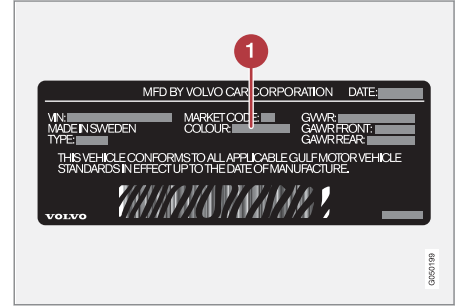 1
MFD BY VOLVO CAR CORPORATION DATE:
VIN: MARKET CODE: GVWR:
MADE IN SWEDEN COLOUR: GAWR FRONT:
TYPE: GAWR REAR:
THIS VEHICLE CONFORMS TO ALL APPLICABLE GULF MOTOR VEHICLE
STANDARDS IN EFFECT UP TO THE DATE OF MANUFACTURE.
VOLVO
G050199